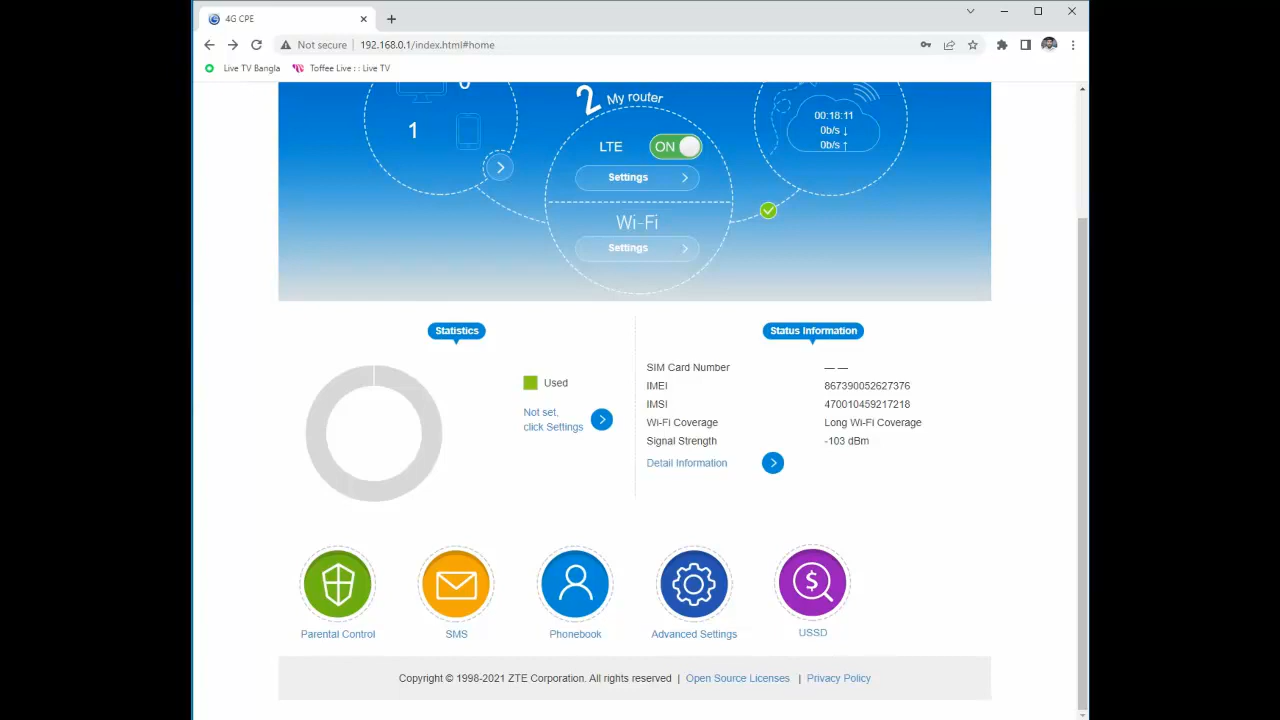 4G CPE
Not secure
192.168.0.1/index.html#home
Live TV Bangla
Toffee Live : : Live TV
1
2 My router
LTE
ON
Settings
Wi-Fi
Settings
00:18:11
0b/s ↓
0b/s ↑
Statistics
Used
Not set,
click Settings
Status Information
SIM Card Number — —
IMEI 867390052627376
IMSI 470010459217218
Wi-Fi Coverage Long Wi-Fi Coverage
Signal Strength -103 dBm
Detail Information
Parental Control
SMS
Phonebook
Advanced Settings
USSD
Copyright © 1998-2021 ZTE Corporation. All rights reserved | Open Source Licenses | Privacy Policy